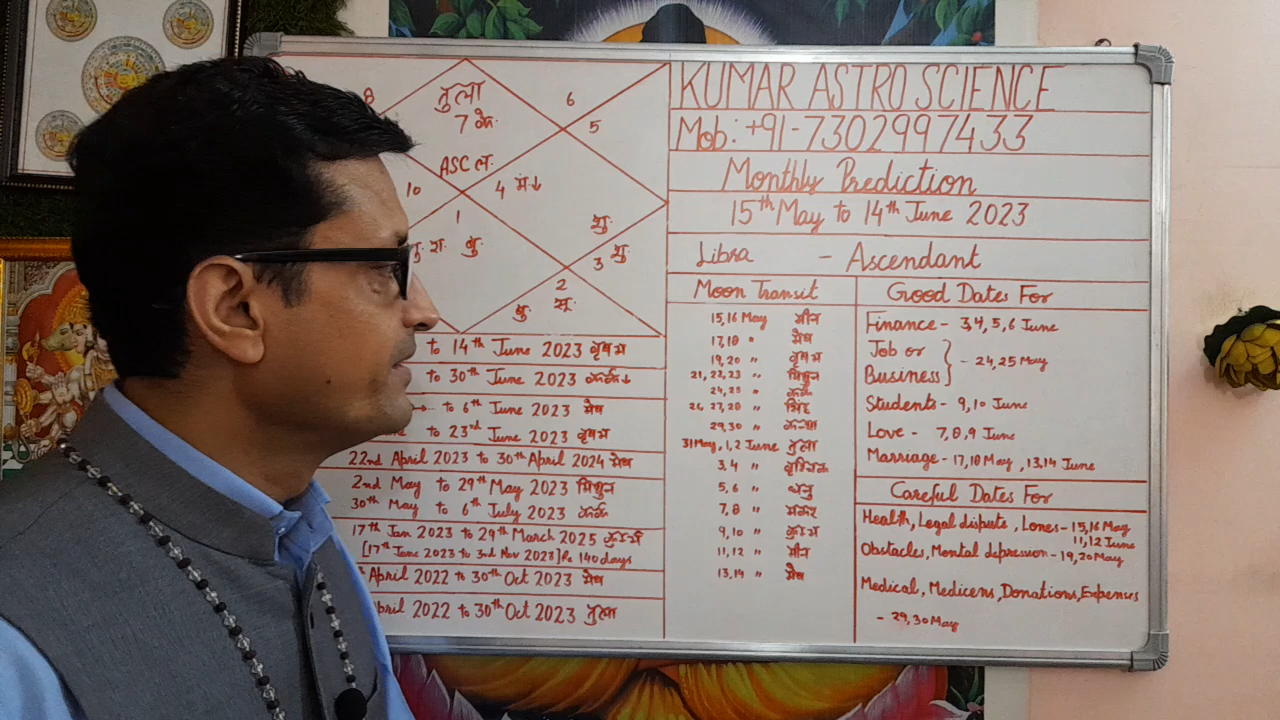 KUMAR ASTRO SCIENCE
Mob: +91-7302997433
Monthly Prediction
15th May to 14th June 2023
Libra - Ascendant
8
तुला
7 के.
6
5
ASC ल.
10
4 मं↓
1
शु.
3
शु.
रा. बु.
2
सू.
to 14th June 2023 वृषभ
to 30th June 2023 कर्क↓
to 6th June 2023 मेष
to 23rd June 2023 वृषभ
22nd April 2023 to 30th April 2024 मेष
2nd May to 29th May 2023 मिथुन
30th May to 6th July 2023 कर्क
17th Jan 2023 to 29th March 2025 कुंभ
[17th June 2023 to 3rd Nov 2023] Re 140 days
April 2022 to 30th Oct 2023 मेष
pril 2022 to 30th Oct 2023 तुला
Moon Transit
15,16 May मीन
17,18 " मेष
19,20 " वृषभ
21,22,23 " मिथुन
24,25 " कर्क
26,27,28 " सिंह
29,30 " कन्या
31 May, 1,2 June तुला
3,4 " वृश्चिक
5,6 " धनु
7,8 " मकर
9,10 " कुंभ
11,12 " मीन
13,14 " मेष
Good Dates For
Finance - 3,4,5,6 June
Job or
Business} - 24,25 May
Students - 9,10 June
Love - 7,8,9 June
Marriage - 17,18 May, 13,14 June
Careful Dates For
Health, Legal disputs, Lones - 15,16 May
11,12 June
Obstacles, Mental depression - 19,20 May
Medical, Medicens, Donations, Expenses
- 29,30 May